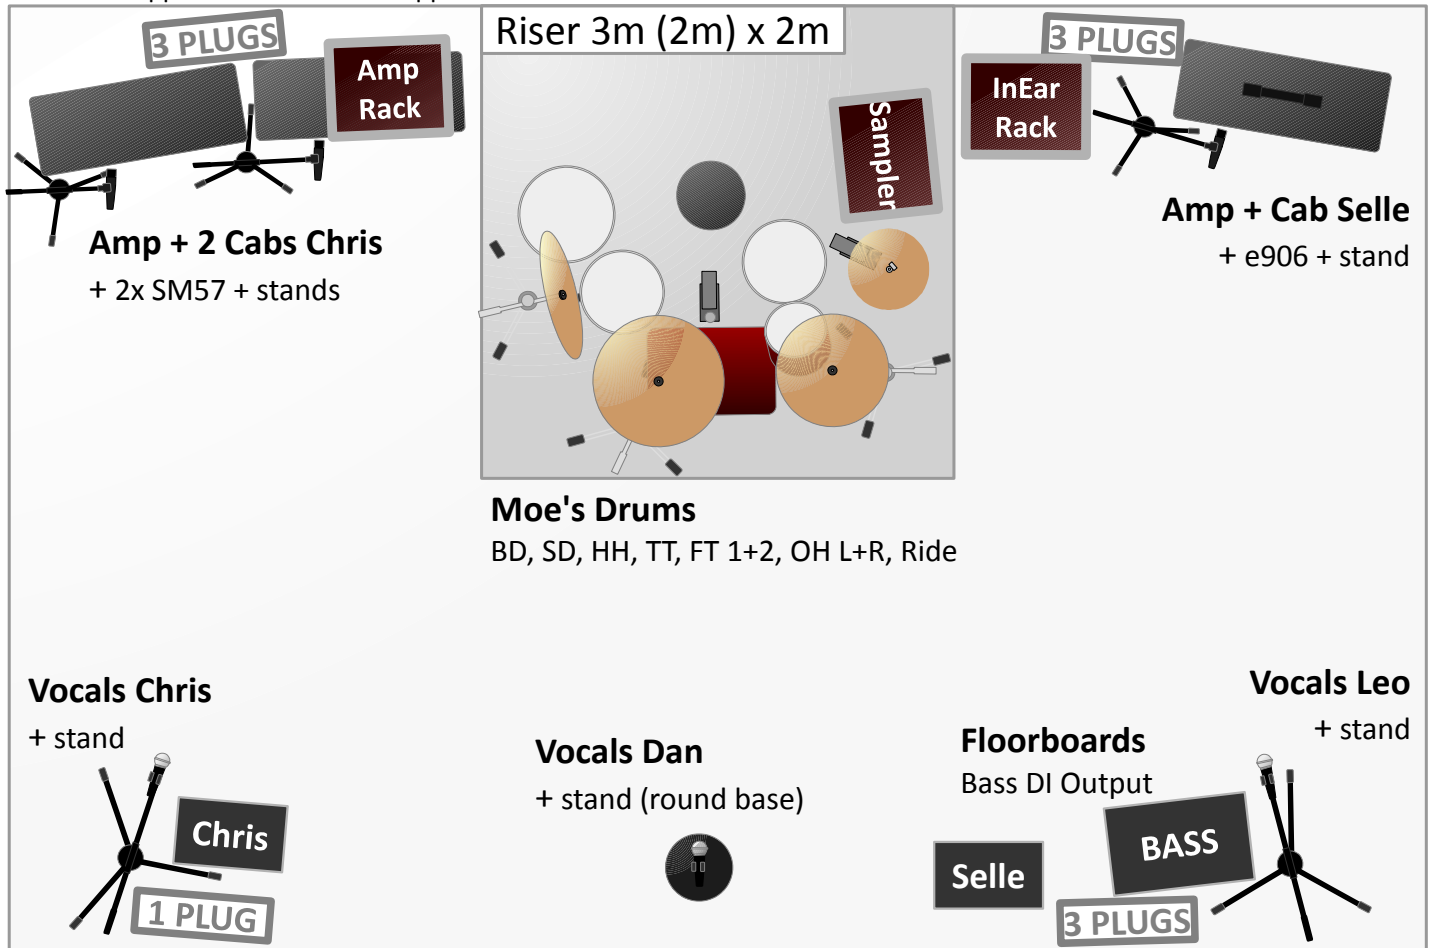 3 PLUGS
Amp
Rack
Riser 3m (2m) x 2m
Sampler
3 PLUGS
InEar
Rack
Amp + 2 Cabs Chris
+ 2x SM57 + stands
Amp + Cab Selle
+ e906 + stand
Moe's Drums
BD, SD, HH, TT, FT 1+2, OH L+R, Ride
Vocals Chris
+ stand
Chris
1 PLUG
Vocals Dan
+ stand (round base)
Floorboards
Bass DI Output
Selle
BASS
3 PLUGS
Vocals Leo
+ stand